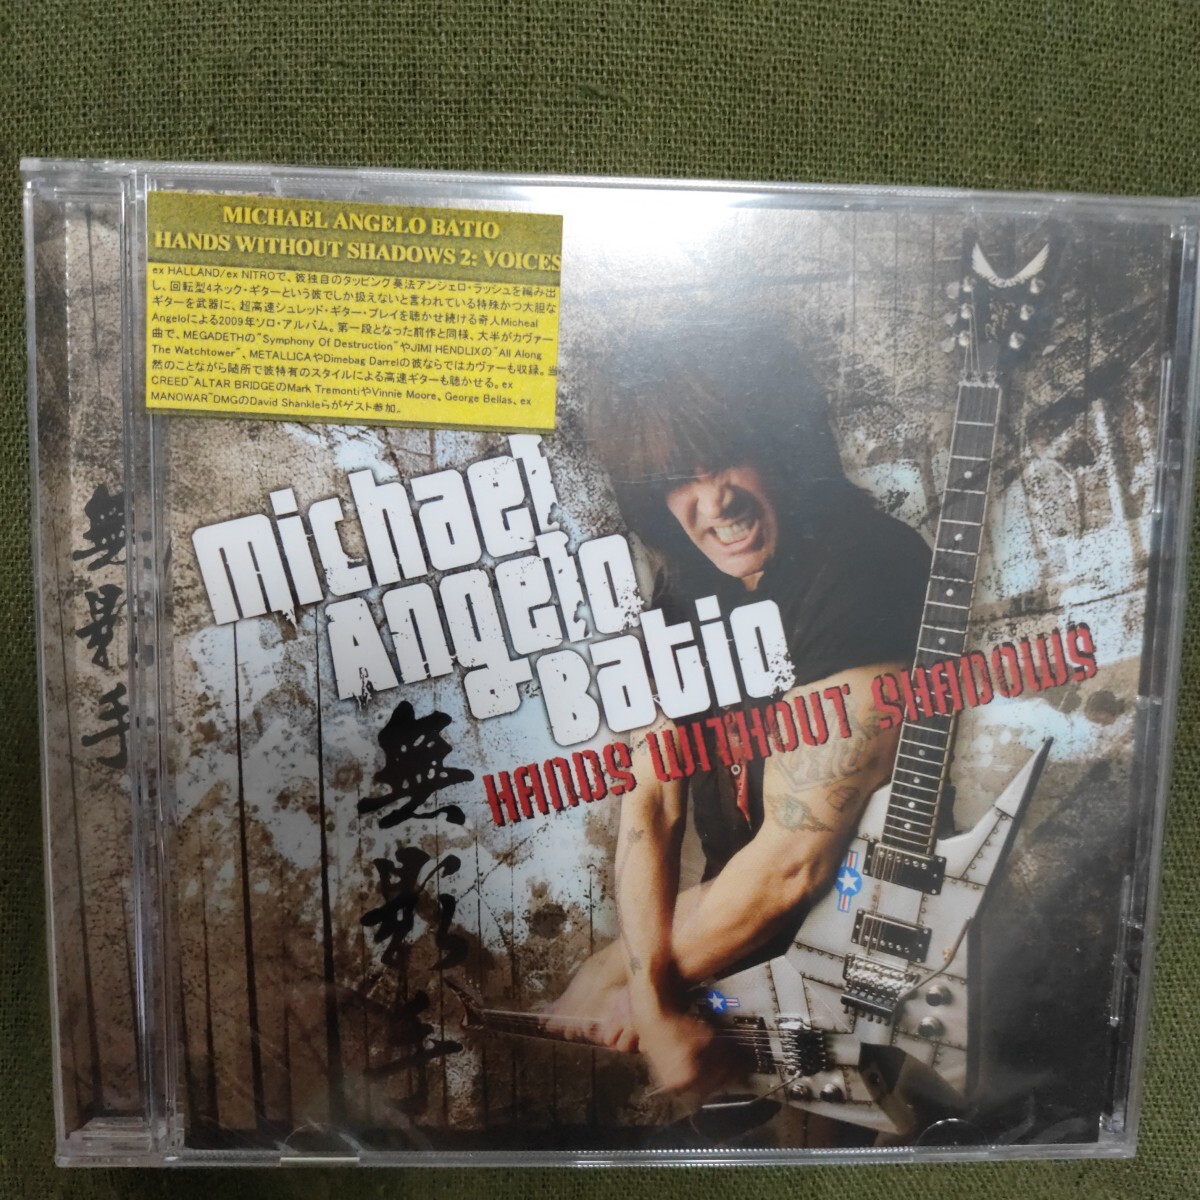 MICHAEL ANGELO BATIO
HANDS WITHOUT SHADOWS 2: VOICES
ex HALLAND/ex NITROで、彼独自のタッピング奏法アンジェロ・ラッシュを編み出
し、回転型4ネック・ギターという彼でしか扱えないと言われている特殊かつ大胆な
ギターを武器に、超高速シュレッド・ギター・プレイを聴かせ続ける奇人Micheal
Angeloによる2009年ソロ・アルバム。第一段となった前作と同様、大半がカヴァー
曲で、MEGADETHの"Symphony Of Destruction"やJIMI HENDLIXの"All Along
The Watchtower"、METALLICAやDimebag Darrelの彼ならではカヴァーも収録。当
然のことながら随所で彼特有のスタイルによる高速ギターも聴かせる。ex
CREED~ALTAR BRIDGEのMark TremontiやVinnie Moore、George Bellas、ex
MANOWAR~DMGのDavid Shankleらがゲスト参加。
michael
Angelo
Batio
HANDS WITHOUT SHADOWS
無影手
無影手